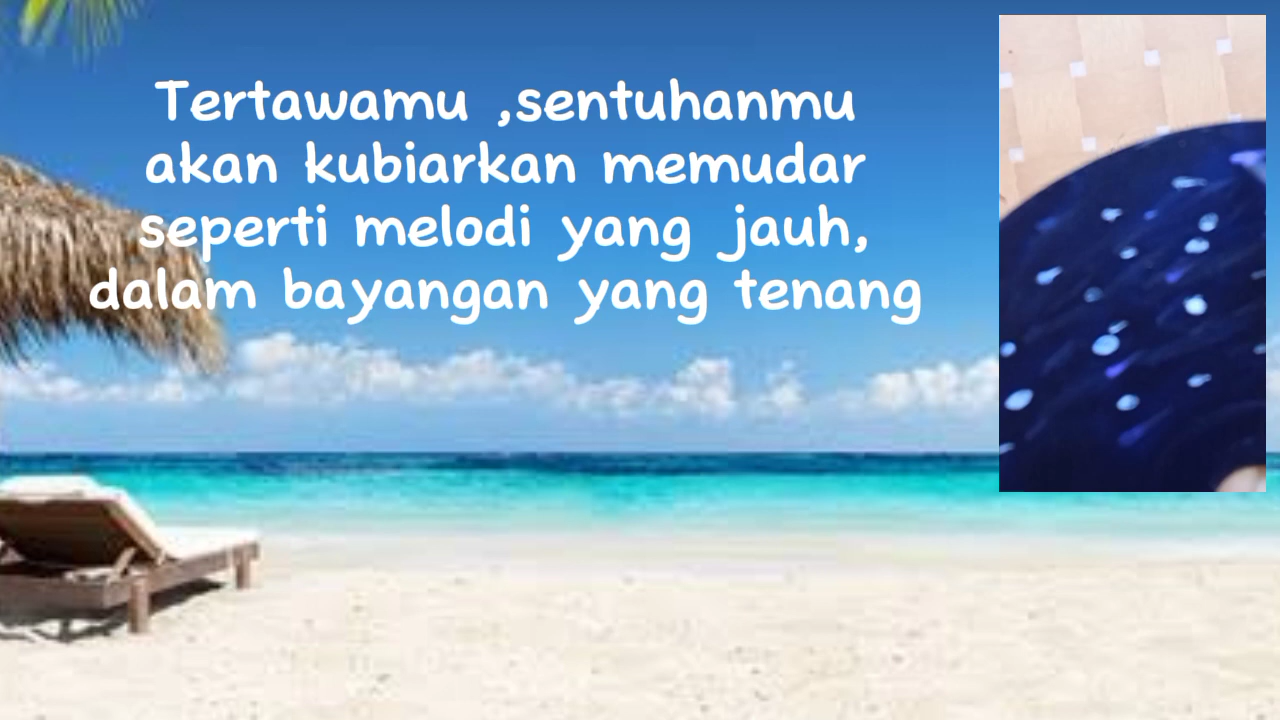 Tertawamu ,sentuhanmu
akan kubiarkan memudar
seperti melodi yang jauh,
dalam bayangan yang tenang